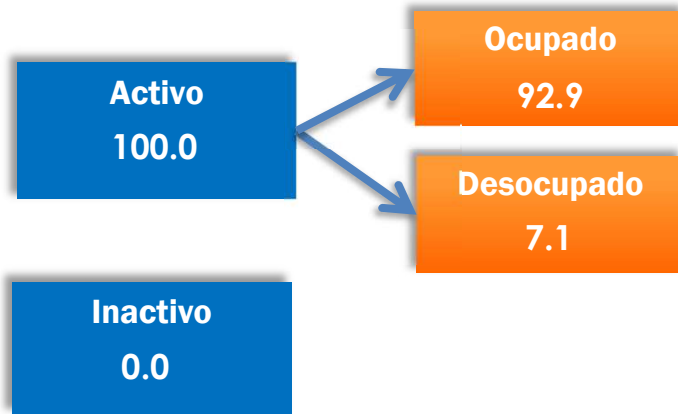 Activo
100.0
Ocupado
92.9
Desocupado
7.1
Inactivo
0.0